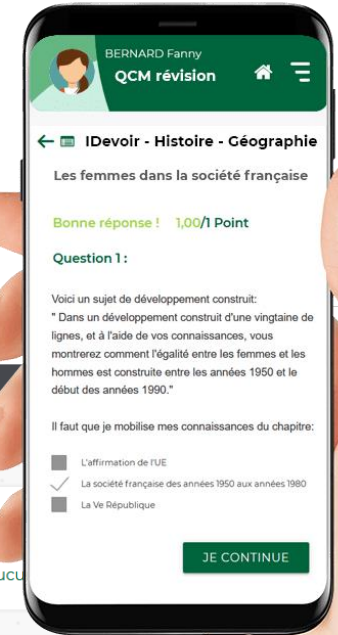 BERNARD Fanny
QCM révision
IDevoir - Histoire - Géographie
Les femmes dans la société française
Bonne réponse ! 1,00/1 Point
Question 1 :
Voici un sujet de développement construit:
" Dans un développement construit d'une vingtaine de
lignes, et à l'aide de vos connaissances, vous
montrerez comment l'égalité entre les femmes et les
hommes est construite entre les années 1950 et le
début des années 1990."
Il faut que je mobilise mes connaissances du chapitre:
L'affirmation de l'UE
La société française des années 1950 aux années 1980
La Ve République
JE CONTINUE